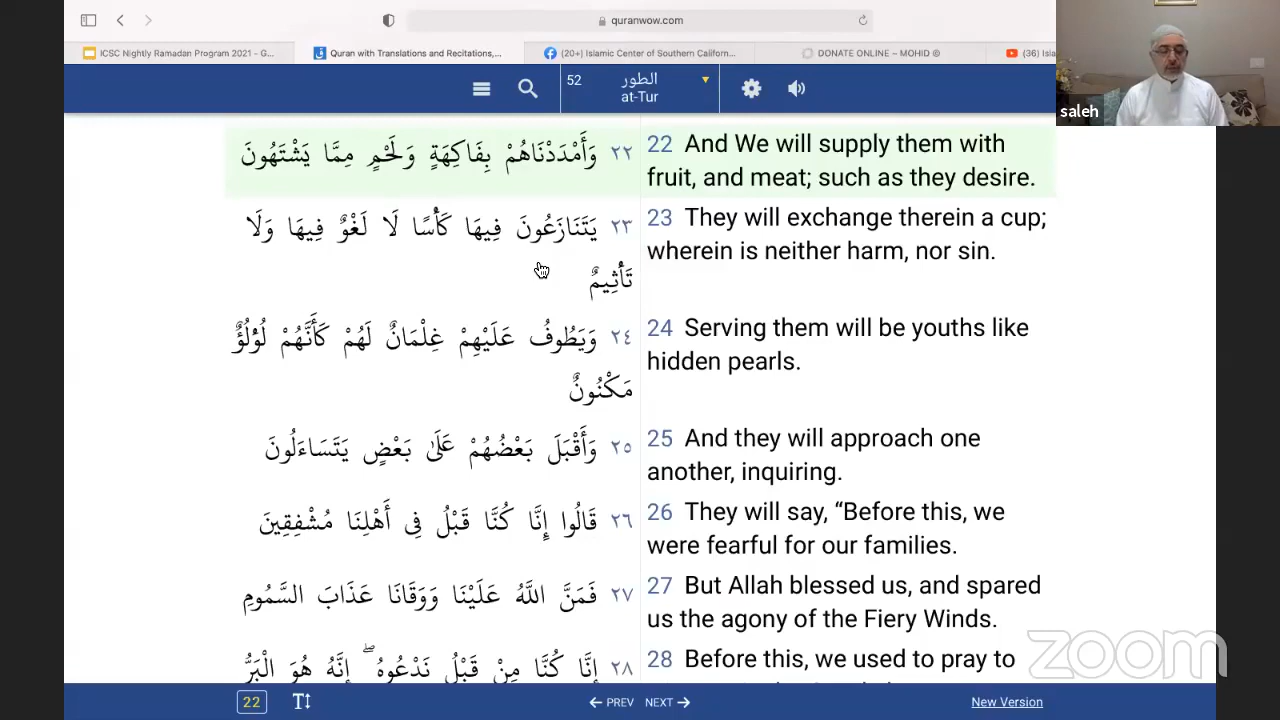 quranwow.com
ICSC Nightly Ramadan Program 2021 - G...
Quran with Translations and Recitations,...
(20+) Islamic Center of Southern Californ...
DONATE ONLINE – MOHID ©
(36) Isla
saleh
52
الطور
at-Tur
٢٢ وَأَمْدَدْنَاهُمْ بِفَاكِهَةٍ وَلَحْمٍ مِمَّا يَشْتَهُونَ
22 And We will supply them with
fruit, and meat; such as they desire.
٢٣ يَتَنَازَعُونَ فِيهَا كَأْسًا لَا لَغْوٌ فِيهَا وَلَا
تَأْثِيمٌ
23 They will exchange therein a cup;
wherein is neither harm, nor sin.
٢٤ وَيَطُوفُ عَلَيْهِمْ غِلْمَانٌ لَهُمْ كَأَنَّهُمْ لُؤْلُؤٌ
مَكْنُونٌ
24 Serving them will be youths like
hidden pearls.
٢٥ وَأَقْبَلَ بَعْضُهُمْ عَلَىٰ بَعْضٍ يَتَسَاءَلُونَ
25 And they will approach one
another, inquiring.
٢٦ قَالُوا إِنَّا كُنَّا قَبْلُ فِي أَهْلِنَا مُشْفِقِينَ
26 They will say, “Before this, we
were fearful for our families.
٢٧ فَمَنَّ اللَّهُ عَلَيْنَا وَوَقَانَا عَذَابَ السَّمُومِ
27 But Allah blessed us, and spared
us the agony of the Fiery Winds.
٢٨ إِنَّا كُنَّا مِنْ قَبْلُ نَدْعُوهُ ۖ إِنَّهُ هُوَ الْبَرُّ
28 Before this, we used to pray to
zoom
22
PREV NEXT
New Version